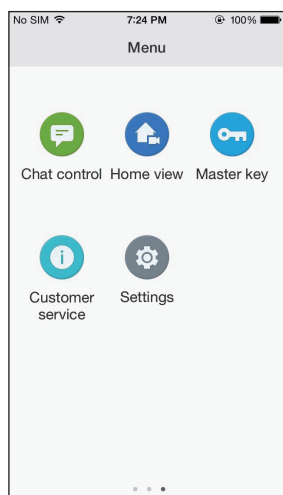 No SIM 7:24 PM 100%
Menu
Chat control Home view Master key
Customer service Settings